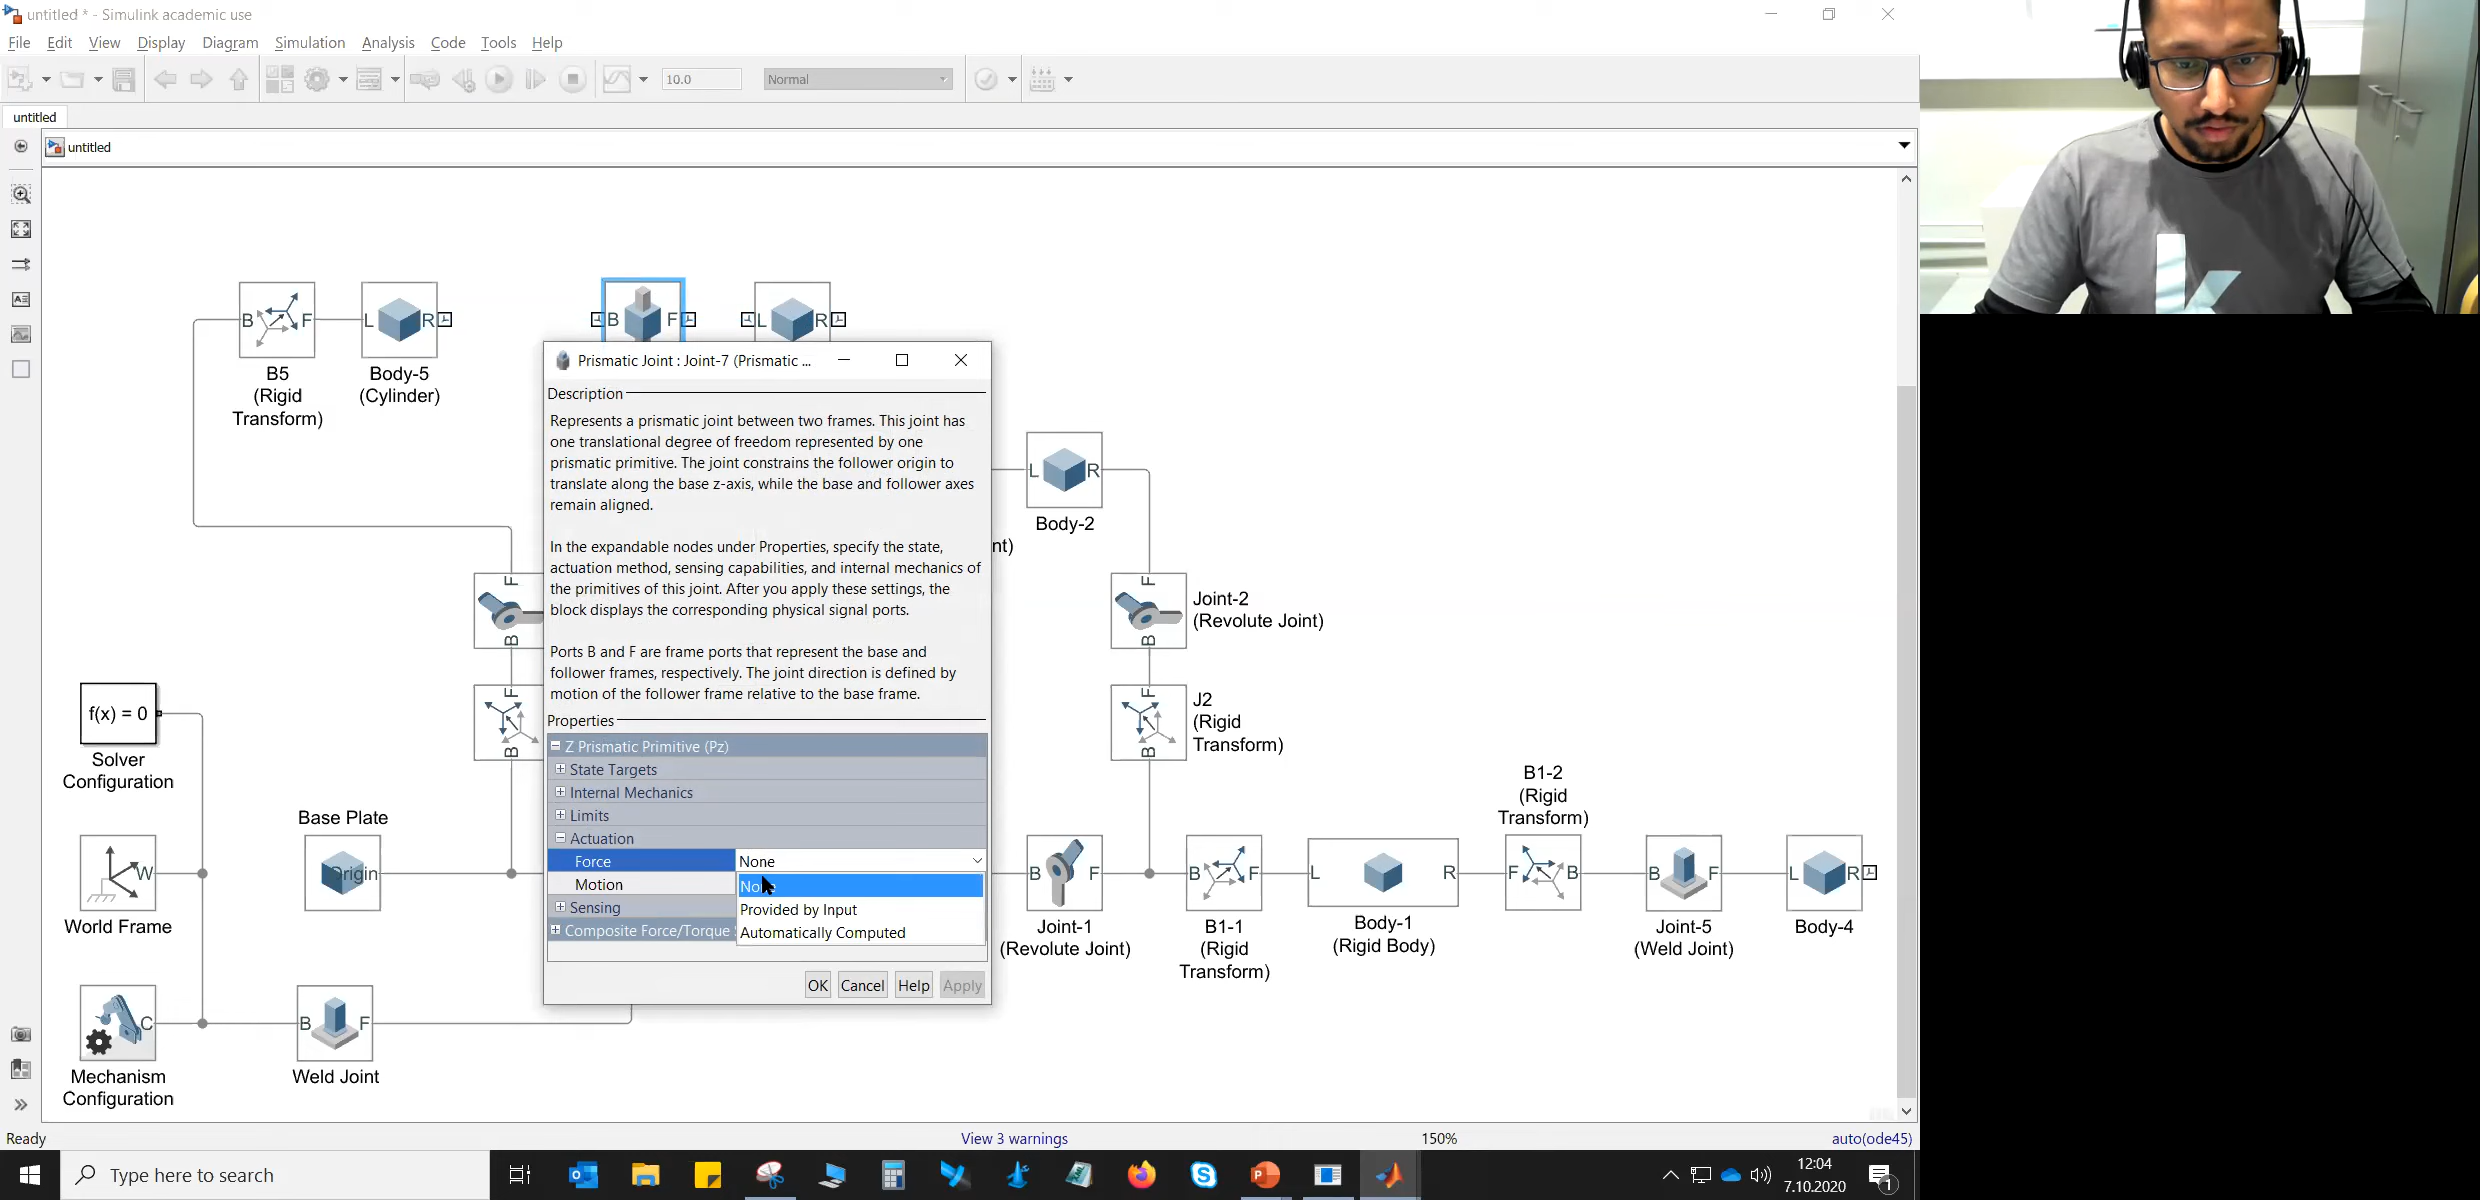 untitled * - Simulink academic use
File Edit View Display Diagram Simulation Analysis Code Tools Help
10.0 Normal
untitled
untitled
B F L R B F L R
B5
(Rigid
Transform)
Body-5
(Cylinder)
Prismatic Joint : Joint-7 (Prismatic ...
Description
Represents a prismatic joint between two frames. This joint has
one translational degree of freedom represented by one
prismatic primitive. The joint constrains the follower origin to
translate along the base z-axis, while the base and follower axes
remain aligned.
In the expandable nodes under Properties, specify the state,
actuation method, sensing capabilities, and internal mechanics of
the primitives of this joint. After you apply these settings, the
block displays the corresponding physical signal ports.
Ports B and F are frame ports that represent the base and
follower frames, respectively. The joint direction is defined by
motion of the follower frame relative to the base frame.
Properties
Z Prismatic Primitive (Pz)
State Targets
Internal Mechanics
Limits
Actuation
Force None
Motion
Provided by Input
Sensing
Automatically Computed
Composite Force/Torque
OK Cancel Help Apply
L R
Body-2
nt)
F
B
F
B
F
B
Joint-2
(Revolute Joint)
F
B
J2
(Rigid
Transform)
f(x) = 0
Solver
Configuration
Base Plate
Origin
W
World Frame
C
Mechanism
Configuration
B F
Weld Joint
B F
Joint-1
(Revolute Joint)
B F
B1-1
(Rigid
Transform)
L R
Body-1
(Rigid Body)
B1-2
(Rigid
Transform)
F B
B F
Joint-5
(Weld Joint)
L R
Body-4
Ready View 3 warnings 150% auto(ode45)
Type here to search
12:04
7.10.2020
1